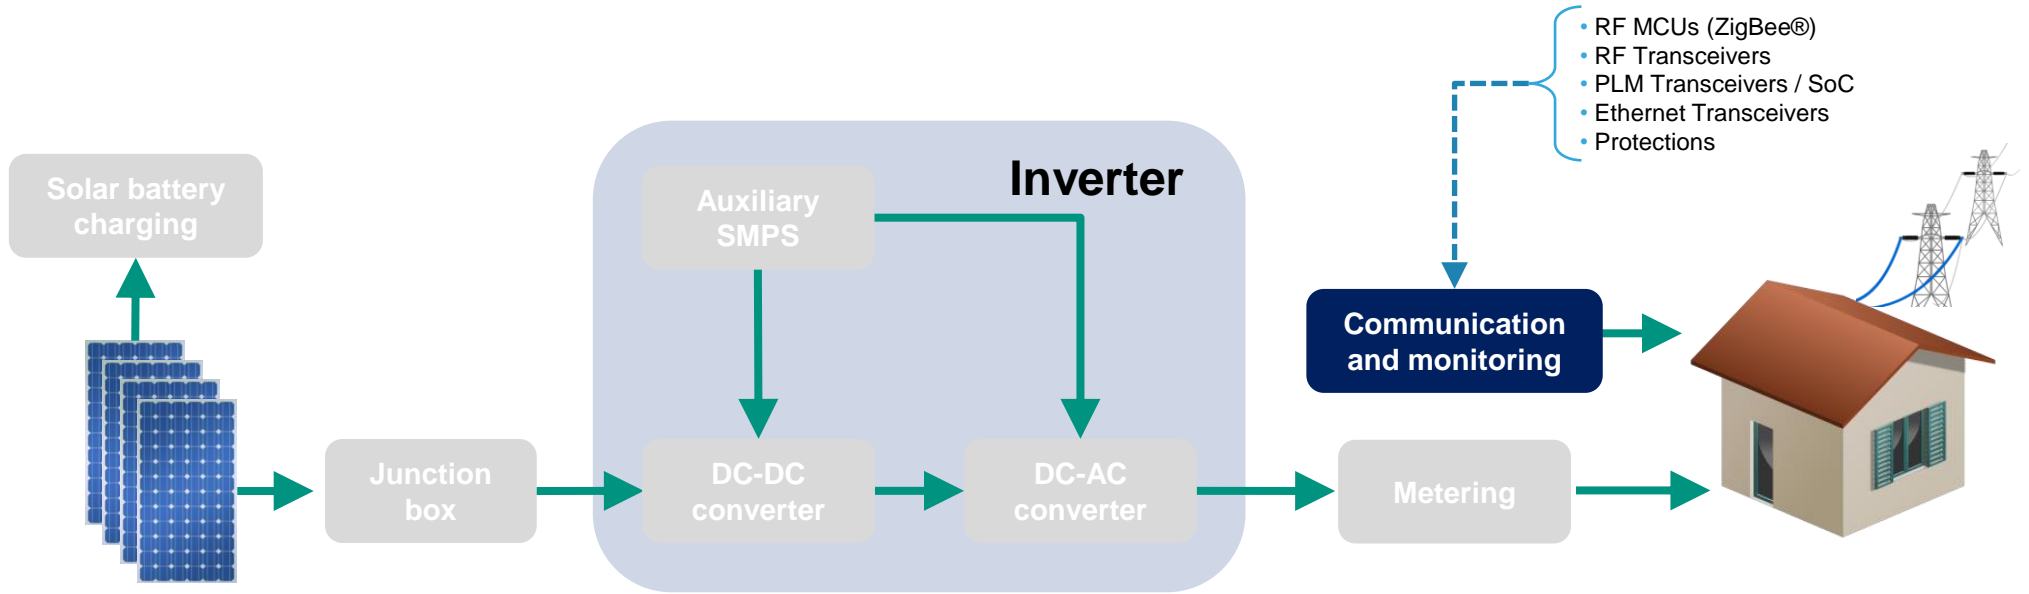 • RF MCUs (ZigBee®)
• RF Transceivers
• PLM Transceivers / SoC
• Ethernet Transceivers
• Protections
Solar battery
charging
Inverter
Auxiliary
SMPS
Communication
and monitoring
Junction
box
DC-DC
converter
DC-AC
converter
Metering